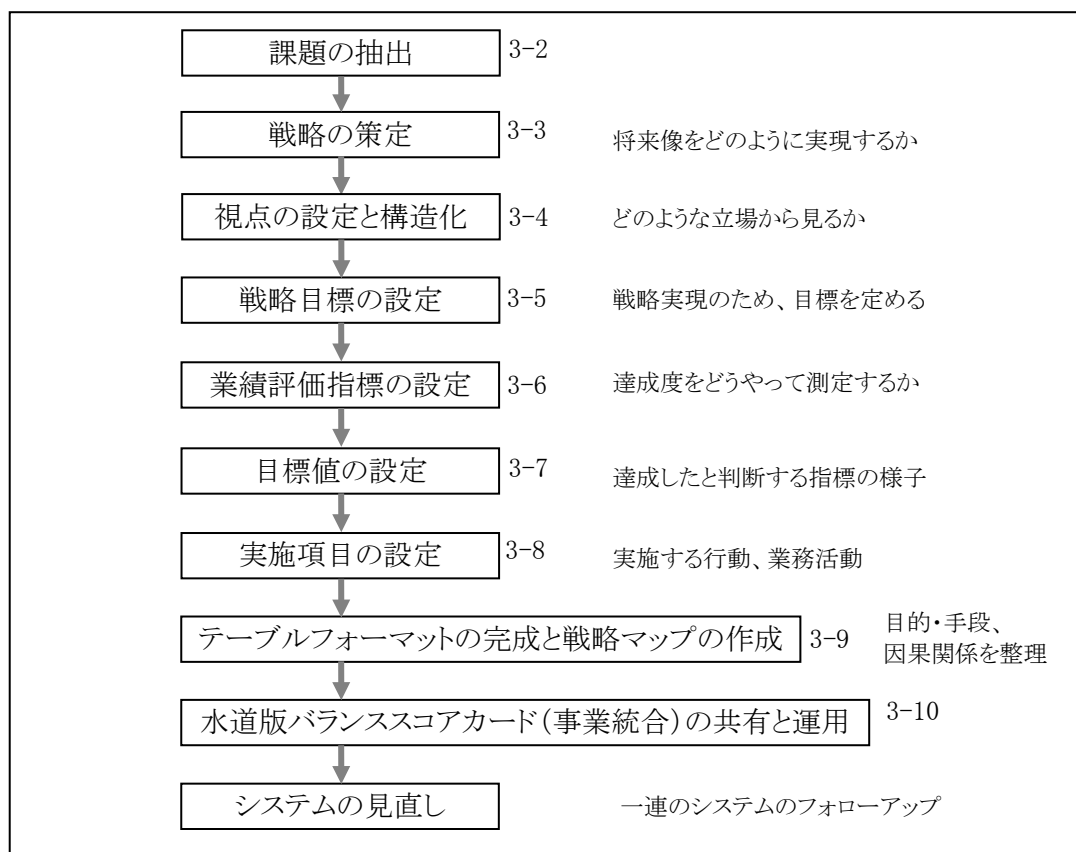 課題の抽出 3-2
戦略の策定 3-3 将来像をどのように実現するか
視点の設定と構造化 3-4 どのような立場から見るか
戦略目標の設定 3-5 戦略実現のため、目標を定める
業績評価指標の設定 3-6 達成度をどうやって測定するか
目標値の設定 3-7 達成したと判断する指標の様子
実施項目の設定 3-8 実施する行動、業務活動
テーブルフォーマットの完成と戦略マップの作成 3-9 目的・手段、
因果関係を整理
水道版バランススコアカード(事業統合)の共有と運用 3-10
システムの見直し 一連のシステムのフォローアップ